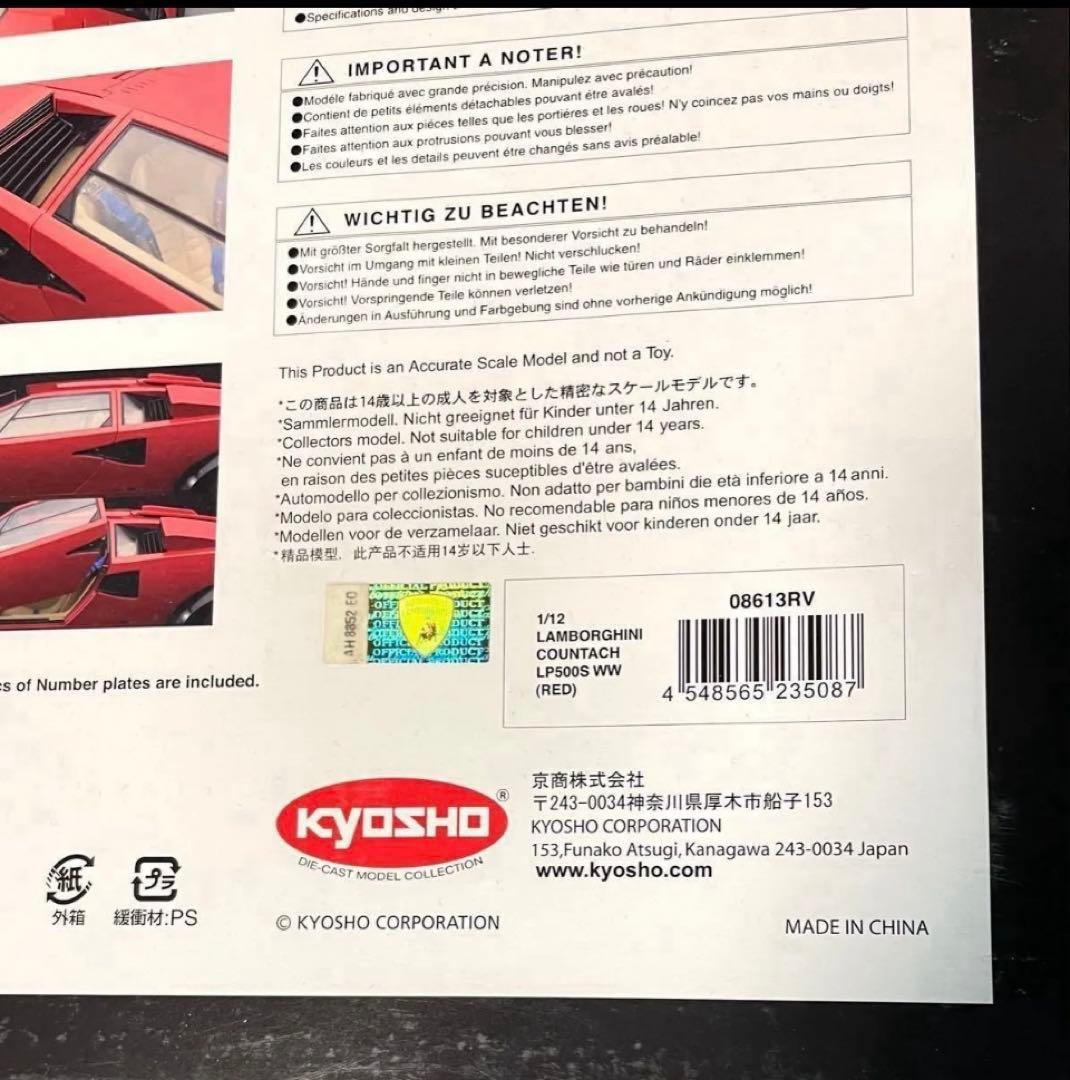 ●Specifications and design
IMPORTANT A NOTER!
●Modéle fabriqué avec grande précision. Manipulez avec précaution!
●Contient de petits éléments détachables pouvant étre avalés!
●Faites attention aux piéces telles que les portiéres et les roues! N'y coincez pas vos mains ou doigts!
●Faites attention aux protrusions pouvant vous blesser!
●Les couleurs et les details peuvent étre changés sans avis préalable!
WICHTIG ZU BEACHTEN!
●Mit größter Sorgfalt hergestellt. Mit besonderer Vorsicht zu behandeln!
●Vorsicht im Umgang mit kleinen Teilen! Nicht verschlucken!
●Vorsicht! Hände und finger nicht in bewegliche Teile wie türen und Räder einklemmen!
●Vorsicht! Vorspringende Teile können verletzen!
●Änderungen in Ausführung und Farbgebung sind ohne vorherige Ankündigung möglich!
This Product is an Accurate Scale Model and not a Toy.
*この商品は14歳以上の成人を対象とした精密なスケールモデルです。
*Sammlermodell. Nicht greeignet für Kinder unter 14 Jahren.
*Collectors model. Not suitable for children under 14 years.
*Ne convient pas à un enfant de moins de 14 ans,
en raison des petites pièces suceptibles d'être avalées.
*Automodello per collezionismo. Non adatto per bambini die età inferiore a 14 anni.
*Modelo para coleccionistas. No recomendable para niños menores de 14 años.
*Modellen voor de verzamelaar. Niet geschikt voor kinderen onder 14 jaar.
*精品模型，此产品不适用14岁以下人士.
AH 8852 EO
OFFICIAL PRODUCT
08613RV
1/12
LAMBORGHINI
COUNTACH
LP500S WW
(RED)
4 548565 235087
s of Number plates are included.
KYOSHO ®
DIE-CAST MODEL COLLECTION
京商株式会社
〒243-0034神奈川県厚木市船子153
KYOSHO CORPORATION
153,Funako Atsugi,Kanagawa 243-0034 Japan
www.kyosho.com
紙
プラ
外箱
緩衝材:PS
© KYOSHO CORPORATION
MADE IN CHINA